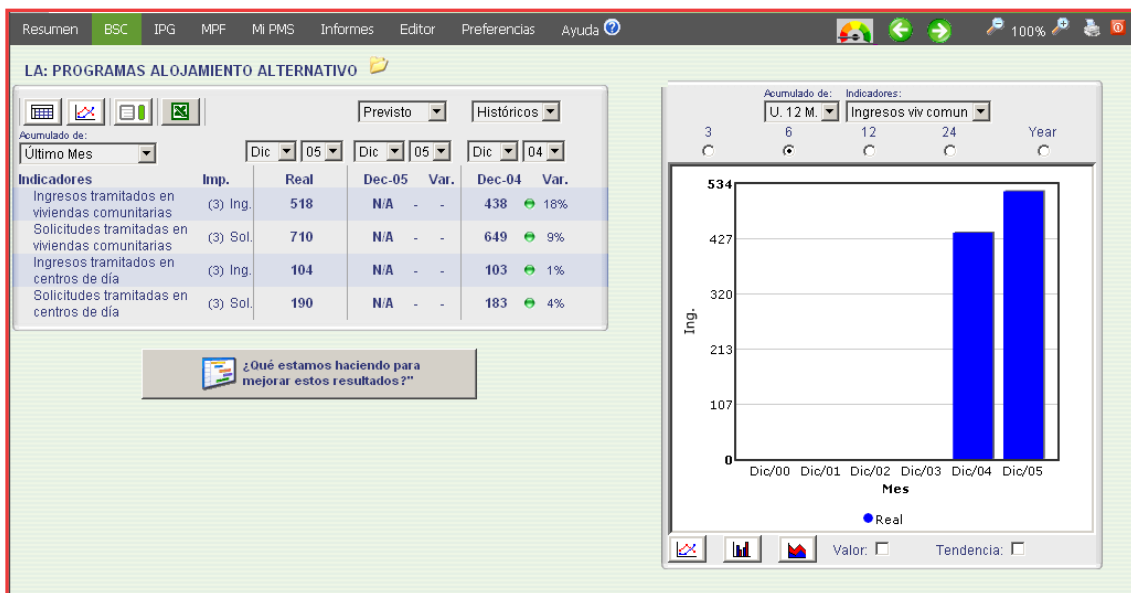 Resumen BSC IPG MPF Mi PMS Informes Editor Preferencias Ayuda ? 100%
LA: PROGRAMAS ALOJAMIENTO ALTERNATIVO
Previsto Históricos
Acumulado de:
Último Mes Dic 05 Dic 05 Dic 04
Indicadores Imp. Real Dec-05 Var. Dec-04 Var.
Ingresos tramitados en
viviendas comunitarias (3) Ing. 518 N/A - - 438 18%
Solicitudes tramitadas en
viviendas comunitarias (3) Sol. 710 N/A - - 649 9%
Ingresos tramitados en
centros de día (3) Ing. 104 N/A - - 103 1%
Solicitudes tramitadas en
centros de día (3) Sol. 190 N/A - - 183 4%
¿Qué estamos haciendo para
mejorar estos resultados?"
Acumulado de: Indicadores:
U. 12 M. Ingresos viv comun
3 6 12 24 Year
534
427
320
213
107
0
Ing.
Dic/00 Dic/01 Dic/02 Dic/03 Dic/04 Dic/05
Mes
Real
Valor: Tendencia: